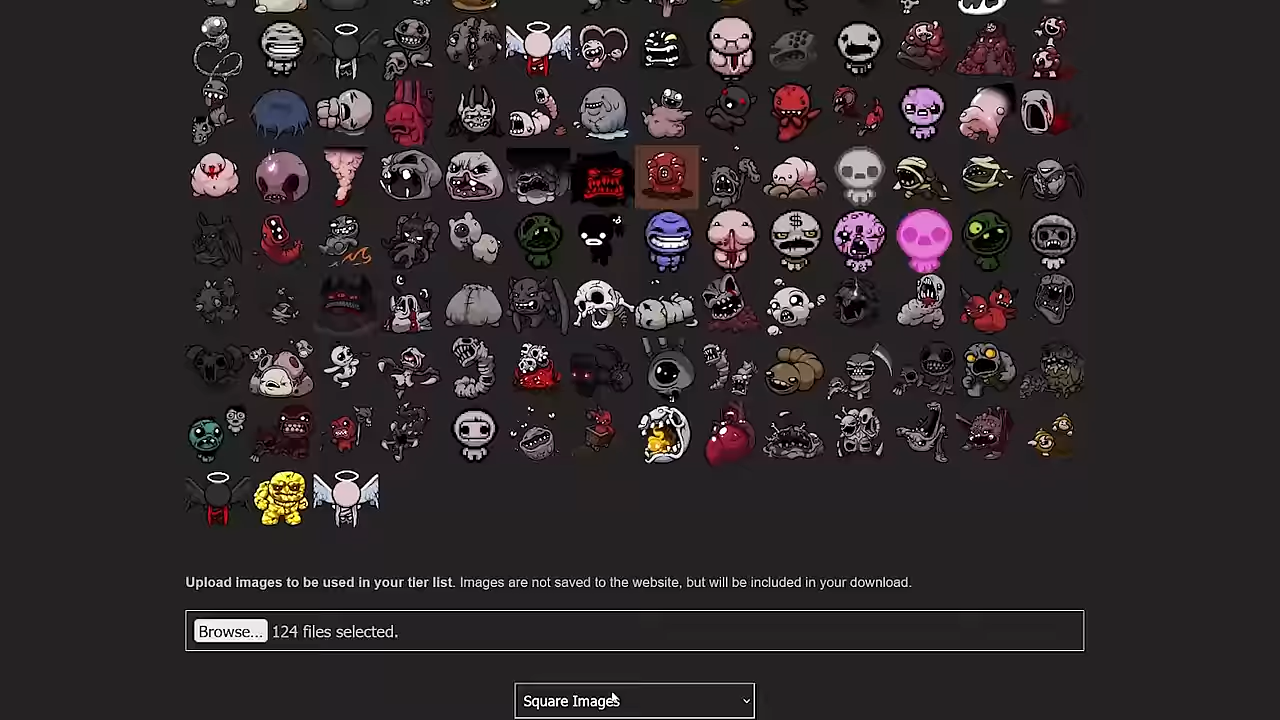 Upload images to be used in your tier list. Images are not saved to the website, but will be included in your download.
Browse... 124 files selected.
Square Images